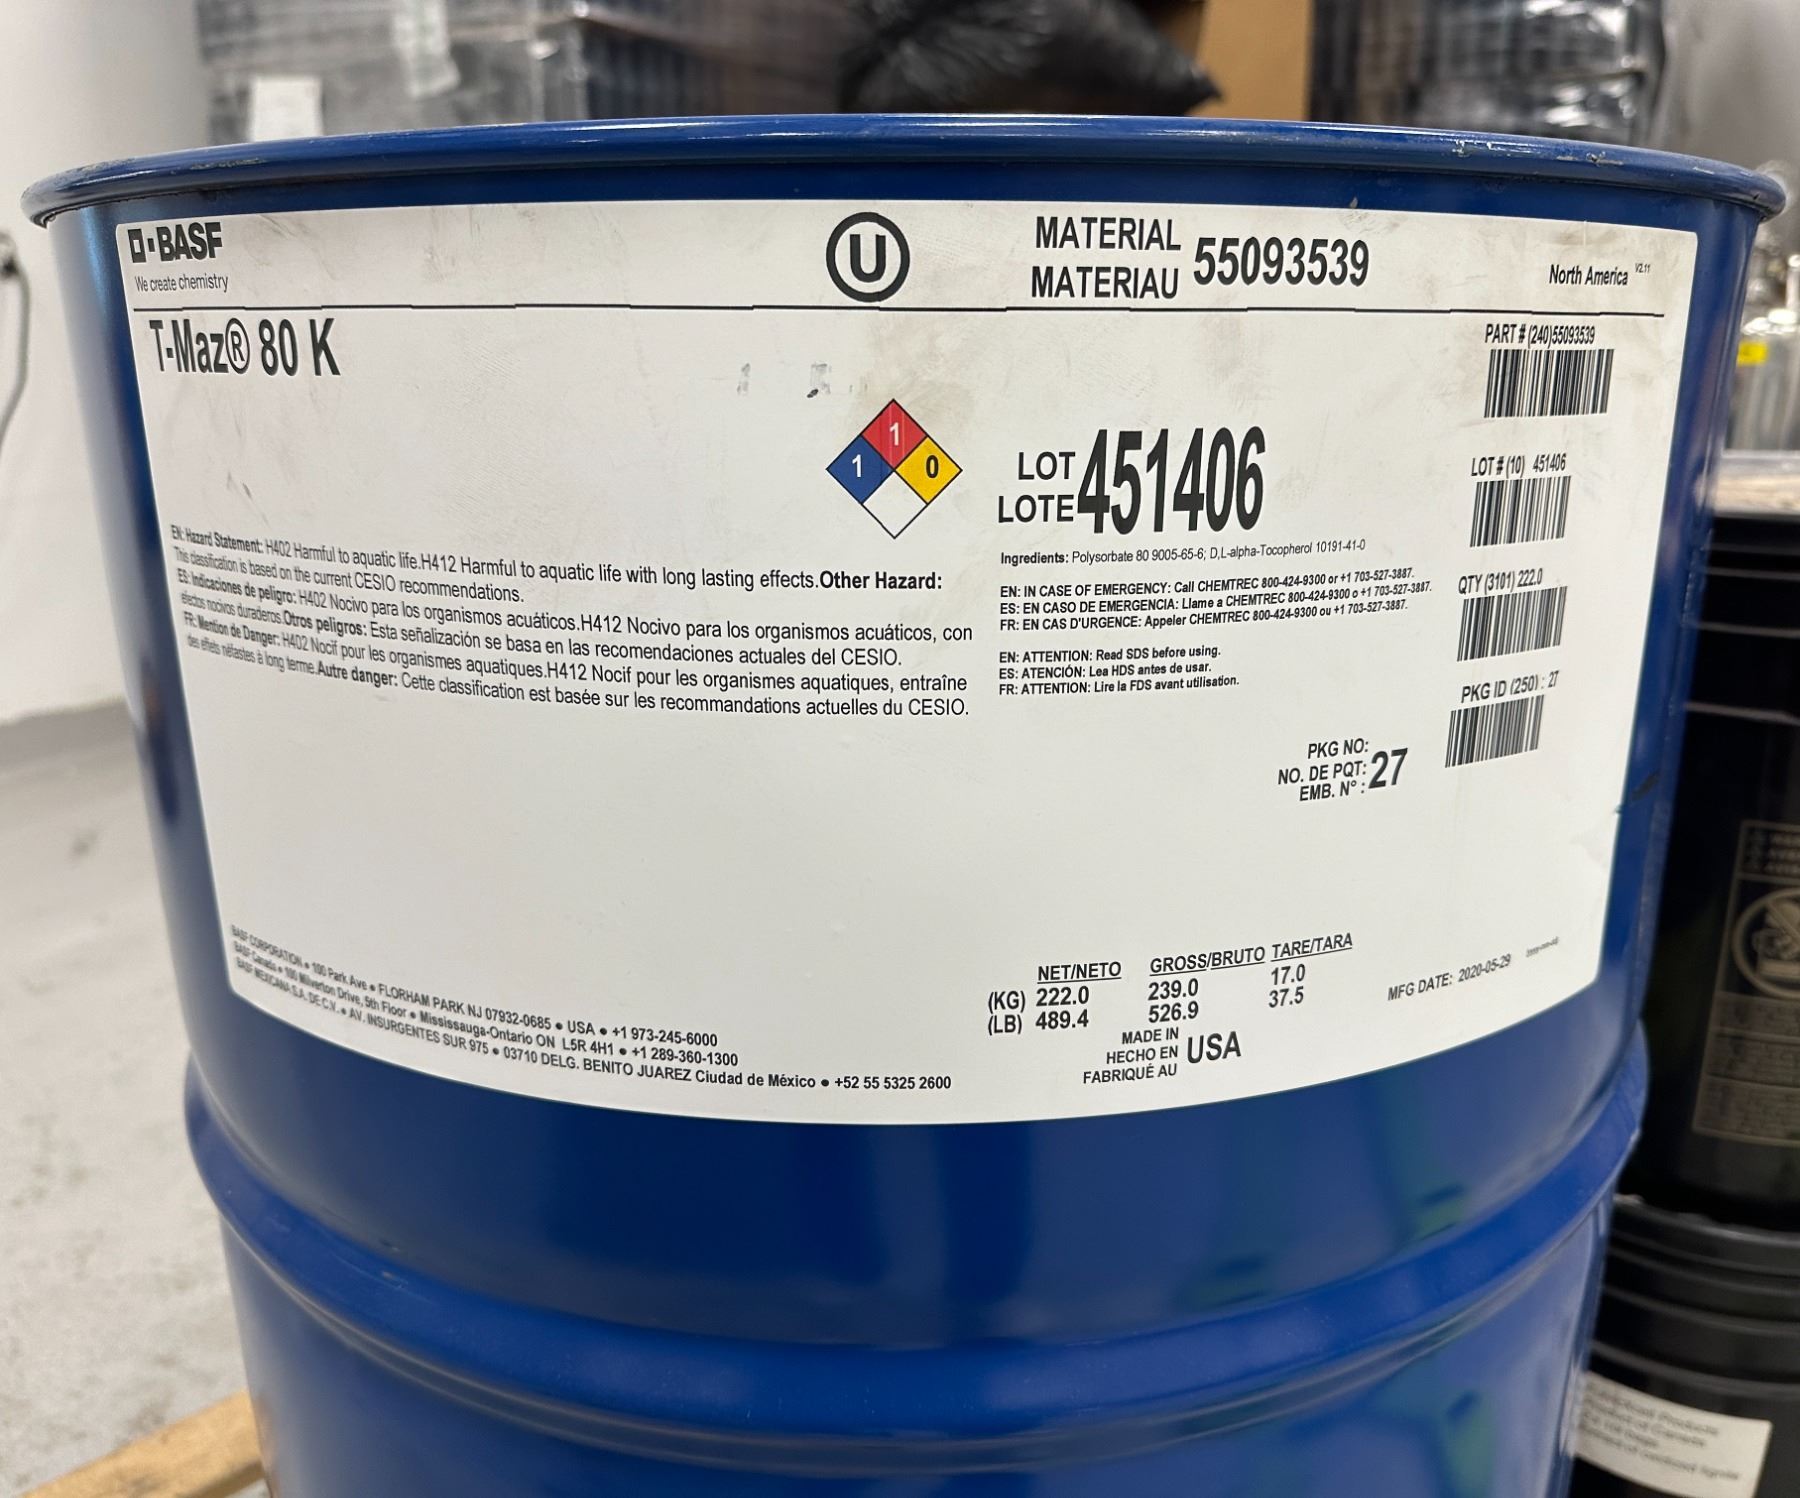 BASF
We create chemistry
U
MATERIAL
MATERIAU 55093539
North America V2.11
T-Maz® 80 K
PART # (240)55093539
1
1 0
LOT
LOTE 451406
LOT # (10) 451406
Ingredients: Polysorbate 80 9005-65-6; D,L-alpha-Tocopherol 10191-41-0
EN: Hazard Statement: H402 Harmful to aquatic life.H412 Harmful to aquatic life with long lasting effects.Other Hazard:
This classification is based on the current CESIO recommendations.
ES: Indicaciones de peligro: H402 Nocivo para los organismos acuáticos.H412 Nocivo para los organismos acuáticos, con
efectos nocivos duraderos.Otros peligros: Esta señalización se basa en las recomendaciones actuales del CESIO.
FR: Mention de Danger: H402 Nocif pour les organismes aquatiques.H412 Nocif pour les organismes aquatiques, entraîne
des effets néfastes à long terme.Autre danger: Cette classification est basée sur les recommandations actuelles du CESIO.
EN: IN CASE OF EMERGENCY: Call CHEMTREC 800-424-9300 or +1 703-527-3887.
ES: EN CASO DE EMERGENCIA: Llame a CHEMTREC 800-424-9300 o +1 703-527-3887.
FR: EN CAS D'URGENCE: Appeler CHEMTREC 800-424-9300 ou +1 703-527-3887.
QTY (3101) 222.0
EN: ATTENTION: Read SDS before using.
ES: ATENCIÓN: Lea HDS antes de usar.
FR: ATTENTION: Lire la FDS avant utilisation.
PKG ID (250) : 27
PKG NO:
NO. DE PQT: 27
EMB. N° :
BASF CORPORATION • 100 Park Ave • FLORHAM PARK NJ 07932-0685 • USA • +1 973-245-6000
BASF Canada • 100 Milverton Drive, 5th Floor • Mississauga-Ontario ON L5R 4H1 • +1 289-360-1300
BASF MEXICANA S.A. DE C.V. • AV. INSURGENTES SUR 975 • 03710 DELG. BENITO JUAREZ Ciudad de México • +52 55 5325 2600
NET/NETO GROSS/BRUTO TARE/TARA
(KG) 222.0 239.0 17.0
(LB) 489.4 526.9 37.5
MADE IN
HECHO EN USA
FABRIQUÉ AU
MFG DATE: 2020-05-29